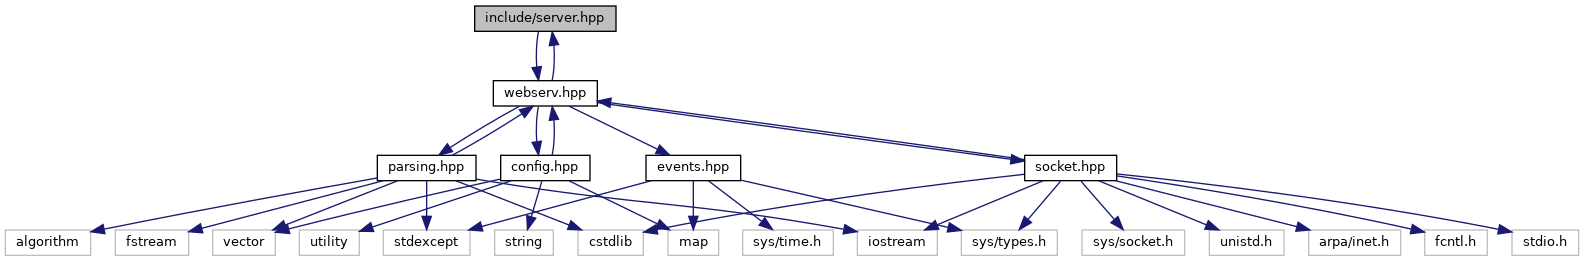 include/server.hpp
webserv.hpp
parsing.hpp
config.hpp
events.hpp
socket.hpp
algorithm
fstream
vector
utility
stdexcept
string
cstdlib
map
sys/time.h
iostream
sys/types.h
sys/socket.h
unistd.h
arpa/inet.h
fcntl.h
stdio.h